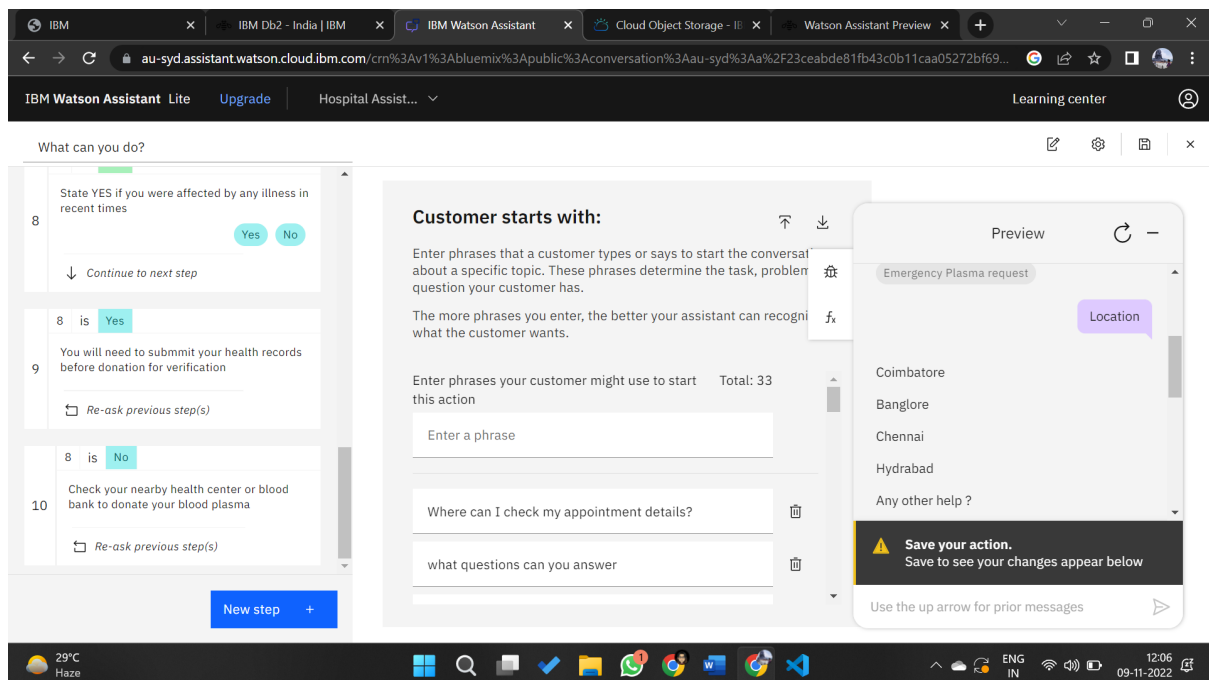 IBM
IBM Db2 - India | IBM
IBM Watson Assistant
Cloud Object Storage - IB
Watson Assistant Preview
au-syd.assistant.watson.cloud.ibm.com/crn%3Av1%3Abluemix%3Apublic%3Aconversation%3Aau-syd%3Aa%2F23ceabde81fb43c0b11caa05272bf69...
IBM Watson Assistant Lite
Upgrade
Hospital Assist...
Learning center
What can you do?
8
State YES if you were affected by any illness in
recent times
Yes
No
Continue to next step
8 is Yes
9
You will need to submmit your health records
before donation for verification
Re-ask previous step(s)
8 is No
10
Check your nearby health center or blood
bank to donate your blood plasma
Re-ask previous step(s)
New step +
Customer starts with:
Enter phrases that a customer types or says to start the conversat
about a specific topic. These phrases determine the task, problem
question your customer has.
The more phrases you enter, the better your assistant can recogni
what the customer wants.
Enter phrases your customer might use to start
this action
Total: 33
Enter a phrase
Where can I check my appointment details?
what questions can you answer
fx
Preview
Emergency Plasma request
Location
Coimbatore
Banglore
Chennai
Hydrabad
Any other help ?
Save your action.
Save to see your changes appear below
Use the up arrow for prior messages
29°C
Haze
1
ENG
IN
12:06
09-11-2022